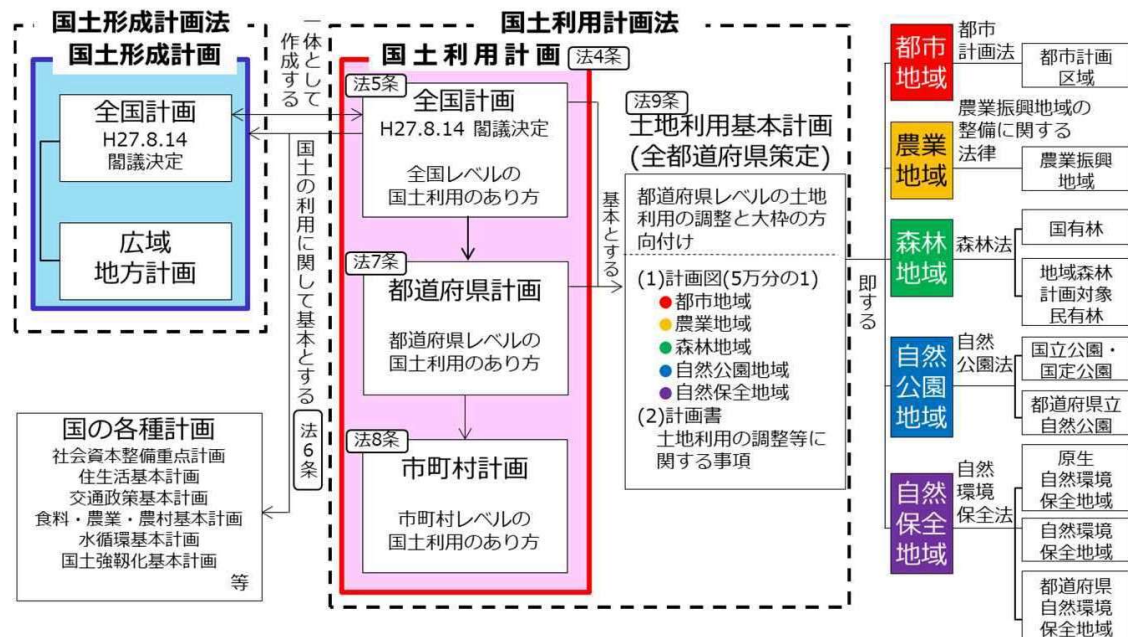 国土形成計画法
国土形成計画
全国計画
H27.8.14
閣議決定
広域
地方計画
一体として
作成する
国土の利用に関して基本とする
法6条
国の各種計画
社会資本整備重点計画
住生活基本計画
交通政策基本計画
食料・農業・農村基本計画
水循環基本計画
国土強靱化基本計画
等
国土利用計画法
国土利用計画
法4条
法5条
全国計画
H27.8.14 閣議決定
全国レベルの
国土利用のあり方
法7条
都道府県計画
都道府県レベルの
国土利用のあり方
法8条
市町村計画
市町村レベルの
国土利用のあり方
基本とする
法9条
土地利用基本計画
(全都道府県策定)
都道府県レベルの土地
利用の調整と大枠の方
向付け
(1)計画図(5万分の1)
都市地域
農業地域
森林地域
自然公園地域
自然保全地域
(2)計画書
土地利用の調整等に
関する事項
即する
都市
地域
都市
計画法
都市計画
区域
農業
地域
農業振興地域の
整備に関する
法律
農業振興
地域
森林
地域
森林法
国有林
地域森林
計画対象
民有林
自然
公園
地域
自然
公園法
国立公園・
国定公園
都道府県立
自然公園
自然
保全
地域
自然
環境
保全法
原生
自然環境
保全地域
自然環境
保全地域
都道府県
自然環境
保全地域